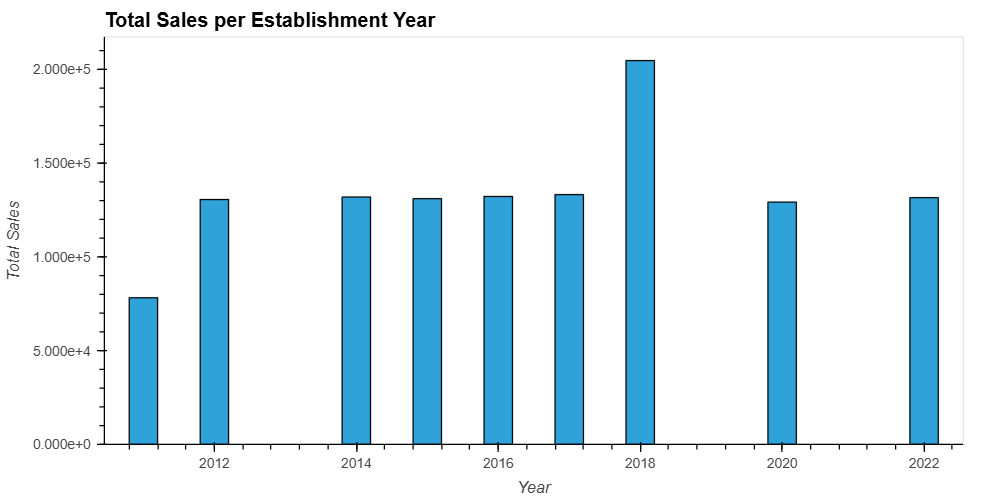 Total Sales per Establishment Year
Total Sales
2.000e+5
1.500e+5
1.000e+5
5.000e+4
0.000e+0
2012 2014 2016 2018 2020 2022
Year